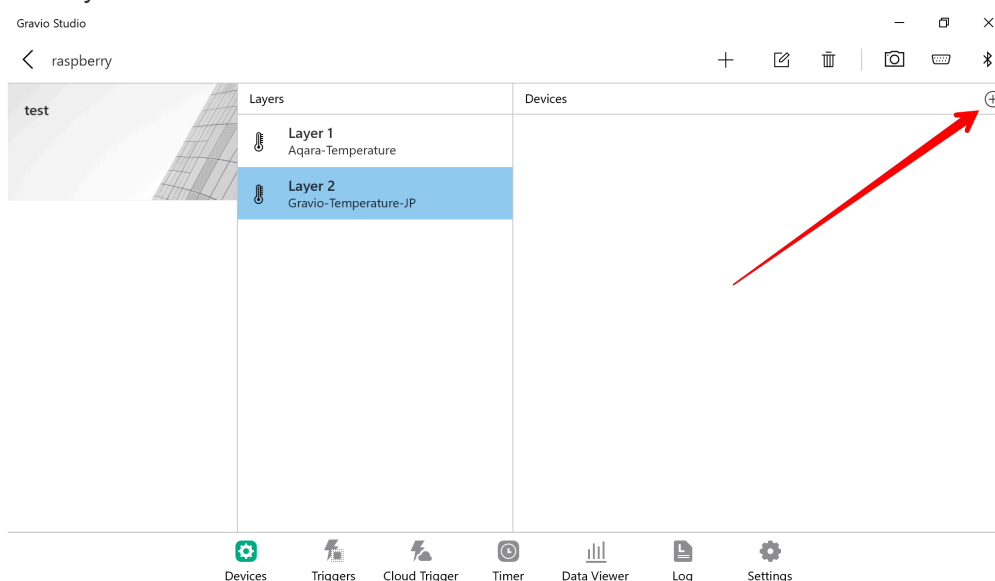 Gravio Studio
raspberry
test
Layers
Devices
Layer 1
Aqara-Temperature
Layer 2
Gravio-Temperature-JP
Devices
Triggers
Cloud Trigger
Timer
Data Viewer
Log
Settings